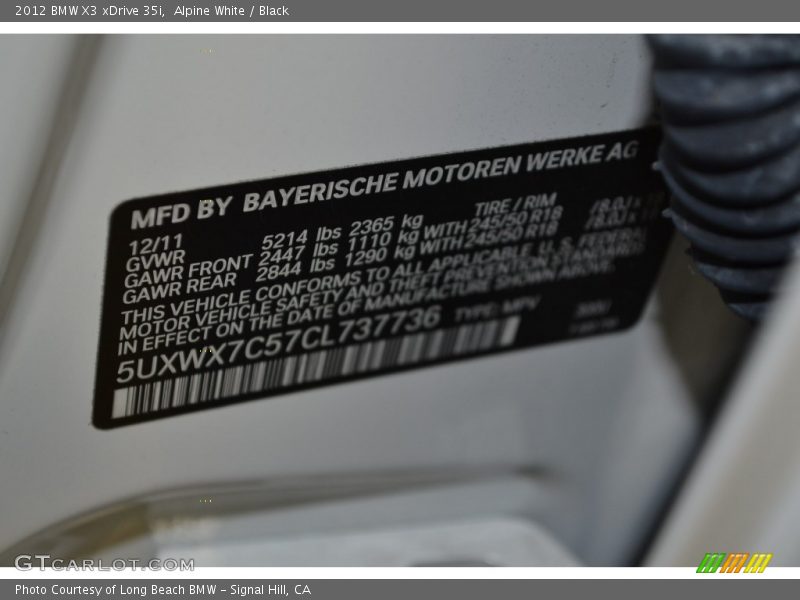 2012 BMW X3 xDrive 35i,  Alpine White / Black
MFD BY BAYERISCHE MOTOREN WERKE AG
12/11
GVWR 5214 lbs 2365 kg TIRE / RIM
GAWR FRONT 2447 lbs 1110 kg WITH 245/50 R18
GAWR REAR 2844 lbs 1290 kg WITH 245/50 R18
THIS VEHICLE CONFORMS TO ALL APPLICABLE U.S. FEDERAL
MOTOR VEHICLE SAFETY AND THEFT PREVENTION STANDARDS
IN EFFECT ON THE DATE OF MANUFACTURE SHOWN ABOVE.
5UXWX7C57CL737736 TYPE: MPV
GTCARLOT.COM
Photo Courtesy of Long Beach BMW – Signal Hill, CA